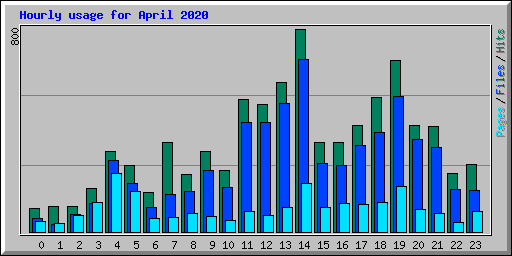 Hourly usage for April 2020
800
Pages/Files/Hits
0 1 2 3 4 5 6 7 8 9 10 11 12 13 14 15 16 17 18 19 20 21 22 23